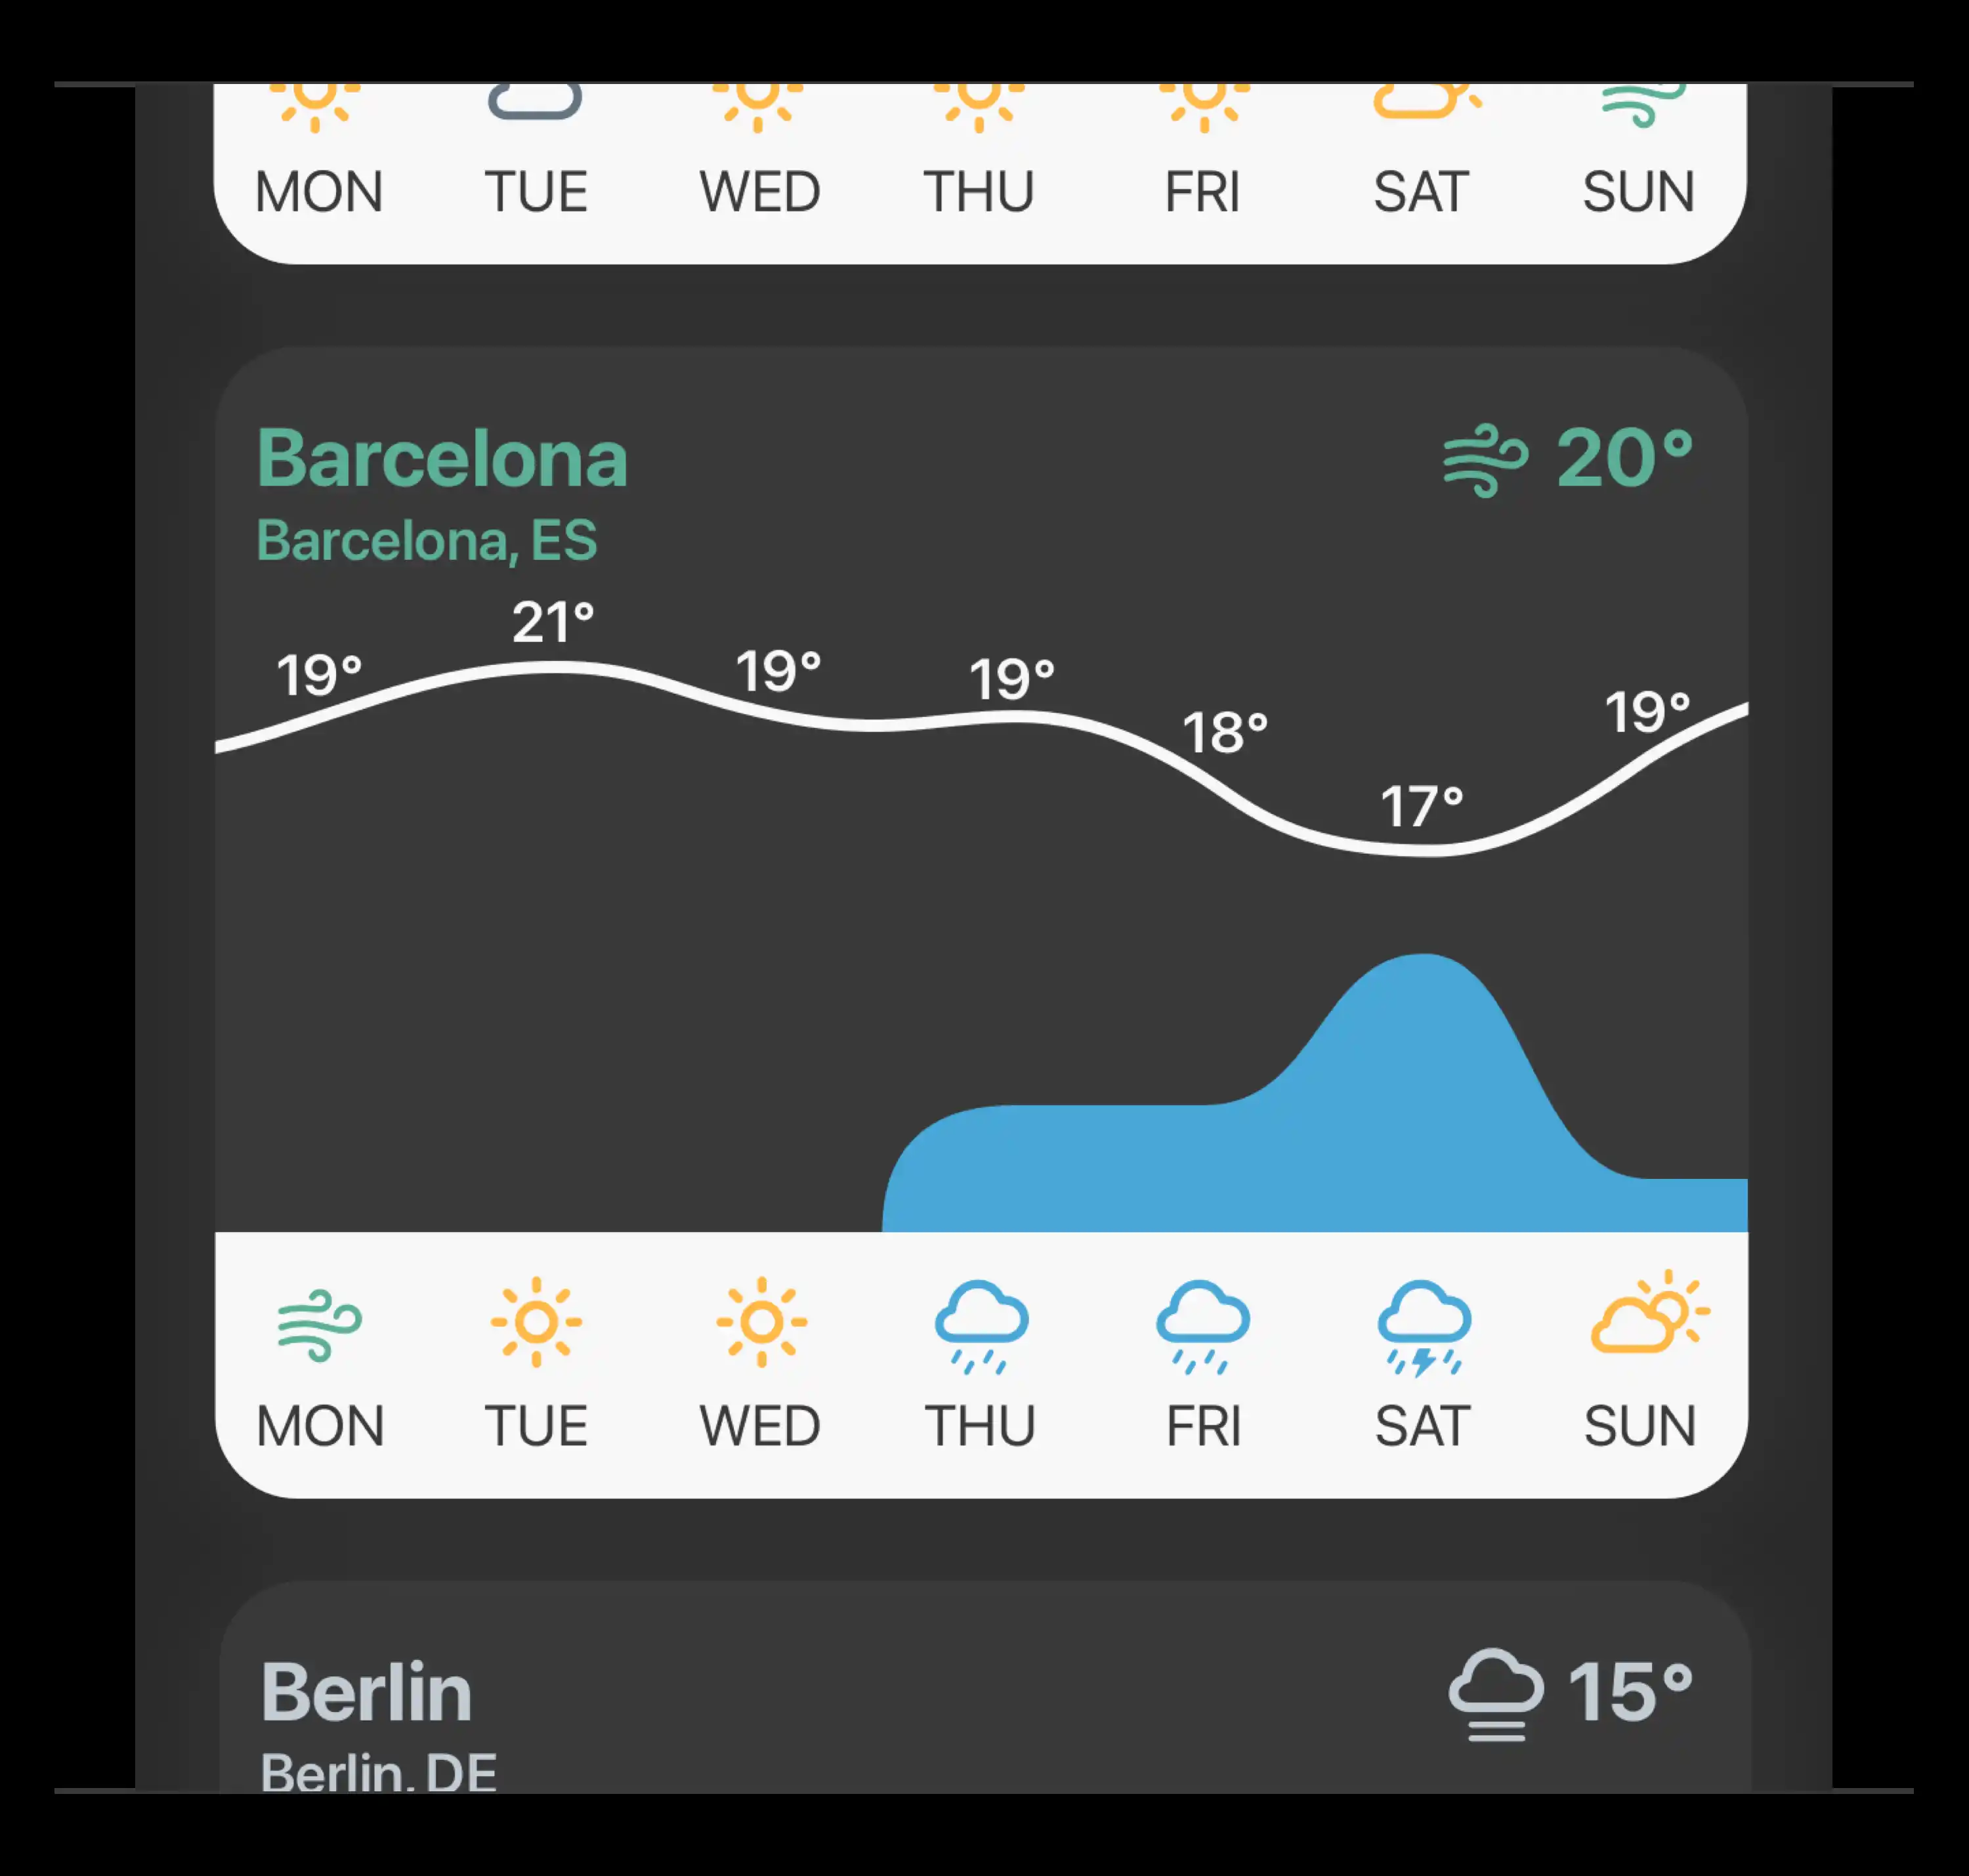 MON TUE WED THU FRI SAT SUN
Barcelona 20°
Barcelona, ES
19° 21° 19° 19° 18° 17° 19°
MON TUE WED THU FRI SAT SUN
Berlin 15°
Berlin, DE